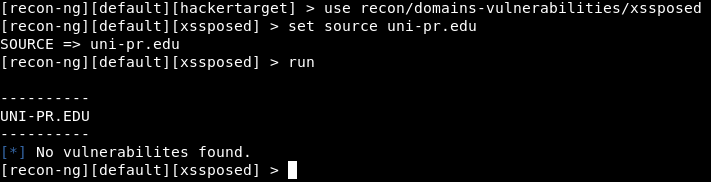 [recon-ng][default][hackertarget] > use recon/domains-vulnerabilities/xssposed
[recon-ng][default][xssposed] > set source uni-pr.edu
SOURCE => uni-pr.edu
[recon-ng][default][xssposed] > run
----------
UNI-PR.EDU
----------
[*] No vulnerabilites found.
[recon-ng][default][xssposed] >